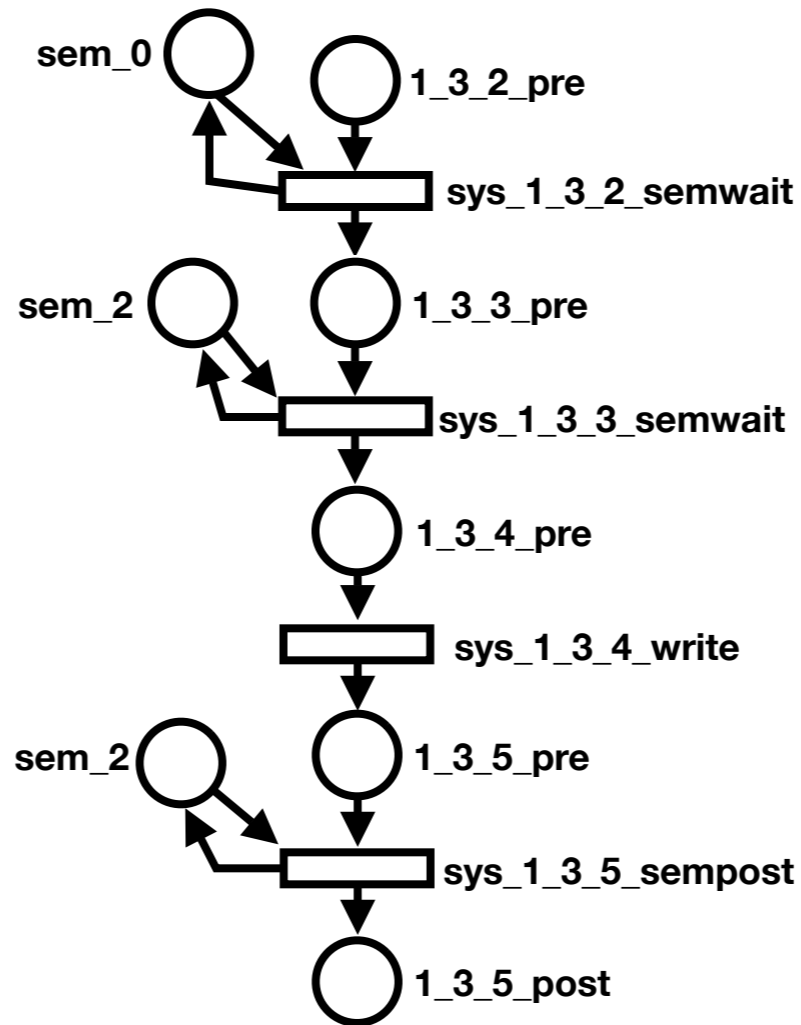 sem_0
1_3_2_pre
sys_1_3_2_semwait
sem_2
1_3_3_pre
sys_1_3_3_semwait
1_3_4_pre
sys_1_3_4_write
sem_2
1_3_5_pre
sys_1_3_5_sempost
1_3_5_post